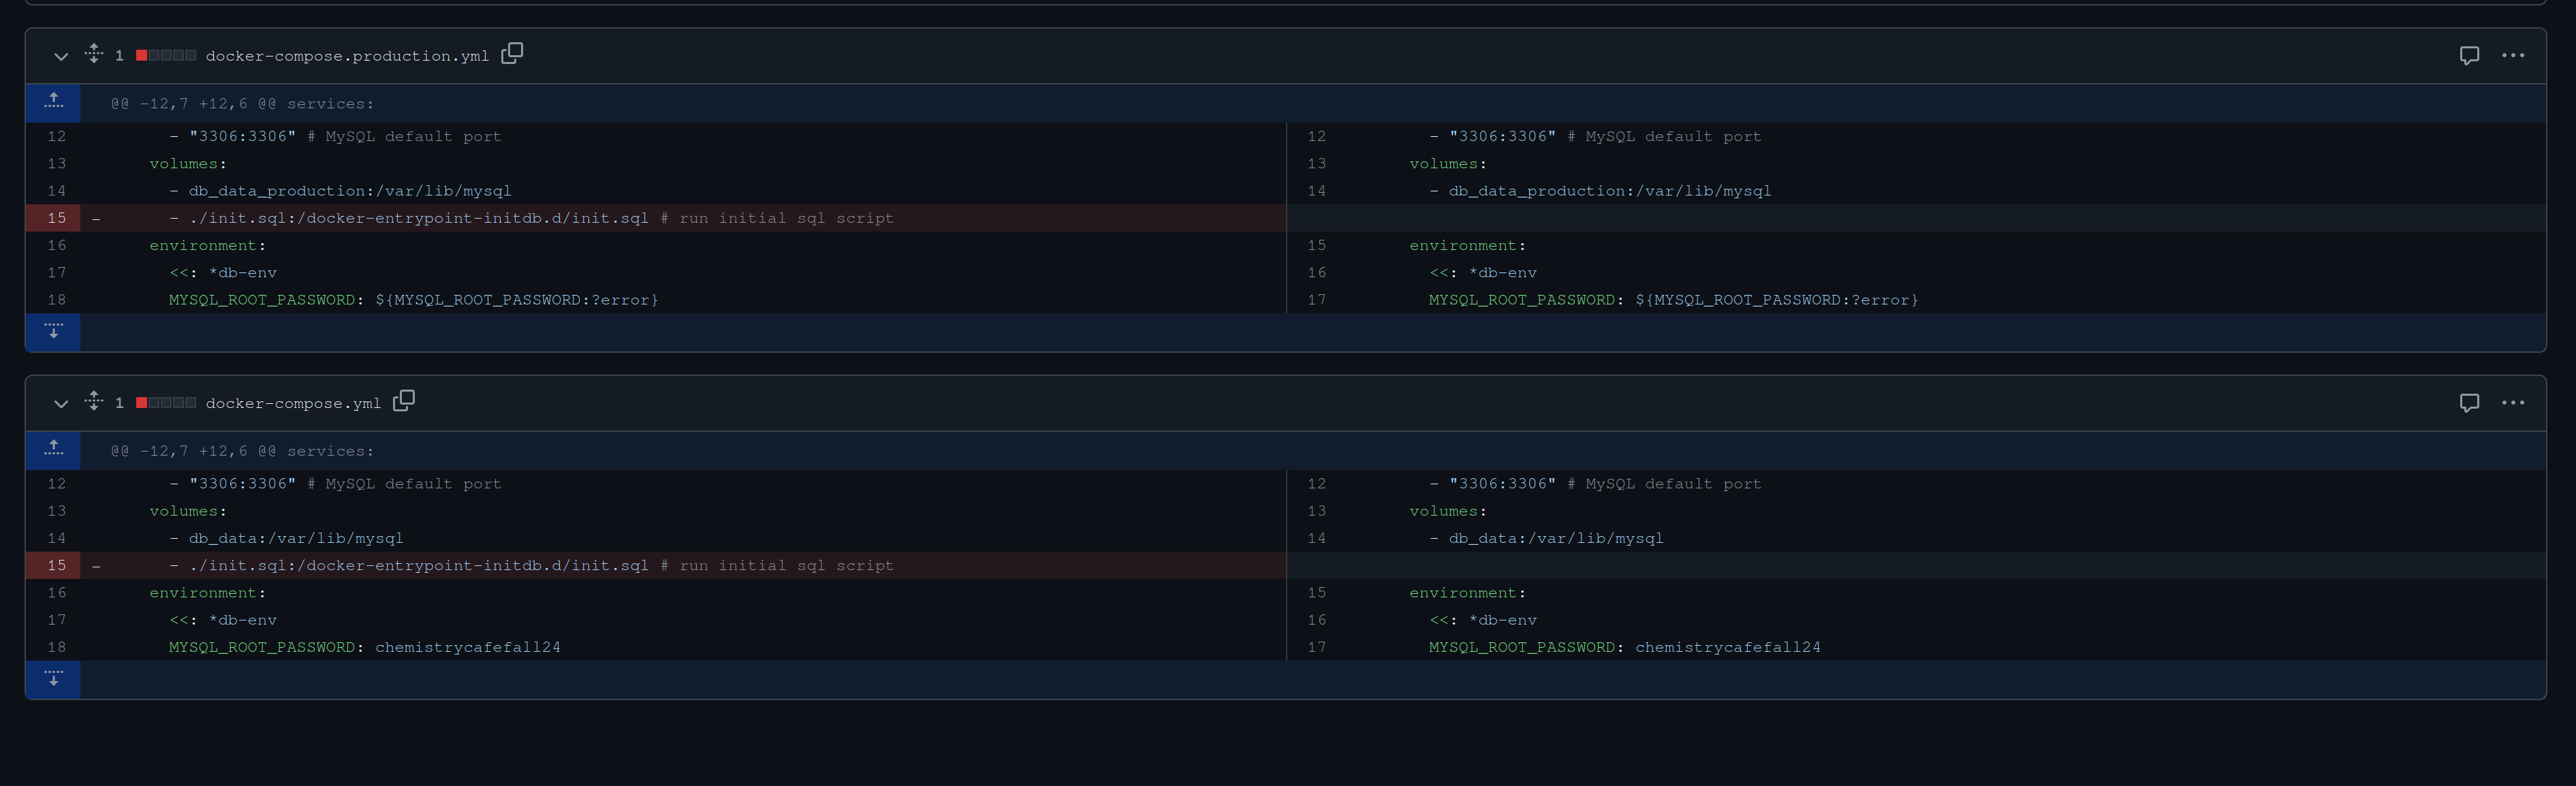 1 docker-compose.production.yml
@@ -12,7 +12,6 @@ services:
12 - "3306:3306" # MySQL default port
13 volumes:
14 - db_data_production:/var/lib/mysql
15 - - ./init.sql:/docker-entrypoint-initdb.d/init.sql # run initial sql script
16 environment:
17 <<: *db-env
18 MYSQL_ROOT_PASSWORD: ${MYSQL_ROOT_PASSWORD:?error}
12 - "3306:3306" # MySQL default port
13 volumes:
14 - db_data_production:/var/lib/mysql
15 environment:
16 <<: *db-env
17 MYSQL_ROOT_PASSWORD: ${MYSQL_ROOT_PASSWORD:?error}
1 docker-compose.yml
@@ -12,7 +12,6 @@ services:
12 - "3306:3306" # MySQL default port
13 volumes:
14 - db_data:/var/lib/mysql
15 - - ./init.sql:/docker-entrypoint-initdb.d/init.sql # run initial sql script
16 environment:
17 <<: *db-env
18 MYSQL_ROOT_PASSWORD: chemistrycafefall24
12 - "3306:3306" # MySQL default port
13 volumes:
14 - db_data:/var/lib/mysql
15 environment:
16 <<: *db-env
17 MYSQL_ROOT_PASSWORD: chemistrycafefall24